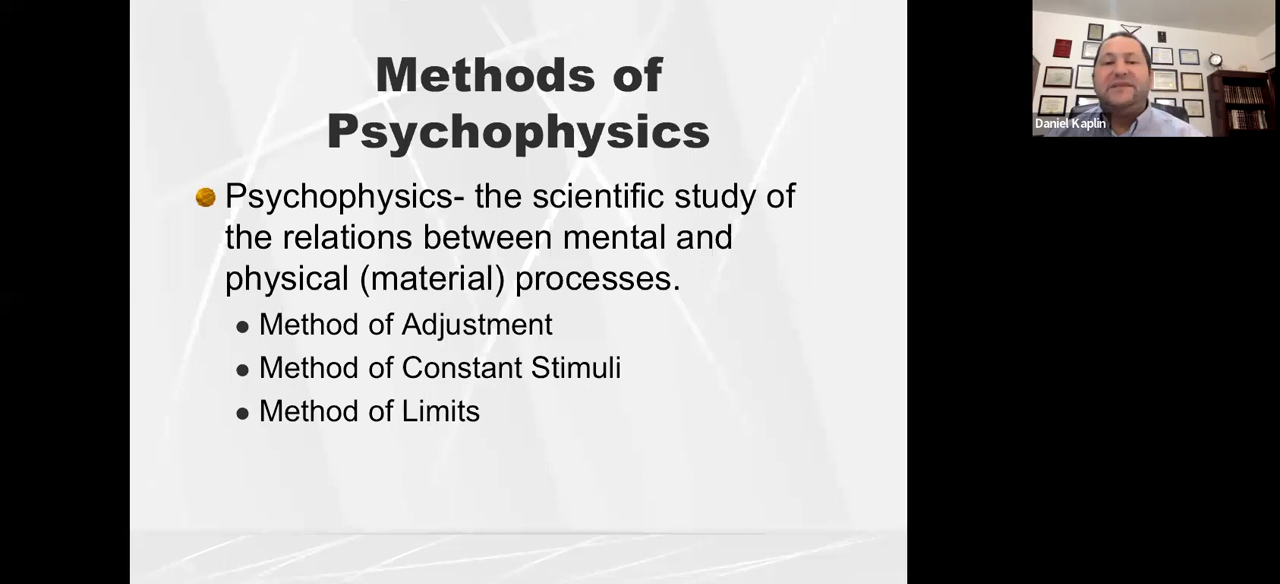 Methods of
Psychophysics
Psychophysics- the scientific study of
the relations between mental and
physical (material) processes.
Method of Adjustment
Method of Constant Stimuli
Method of Limits
Daniel Kaplin